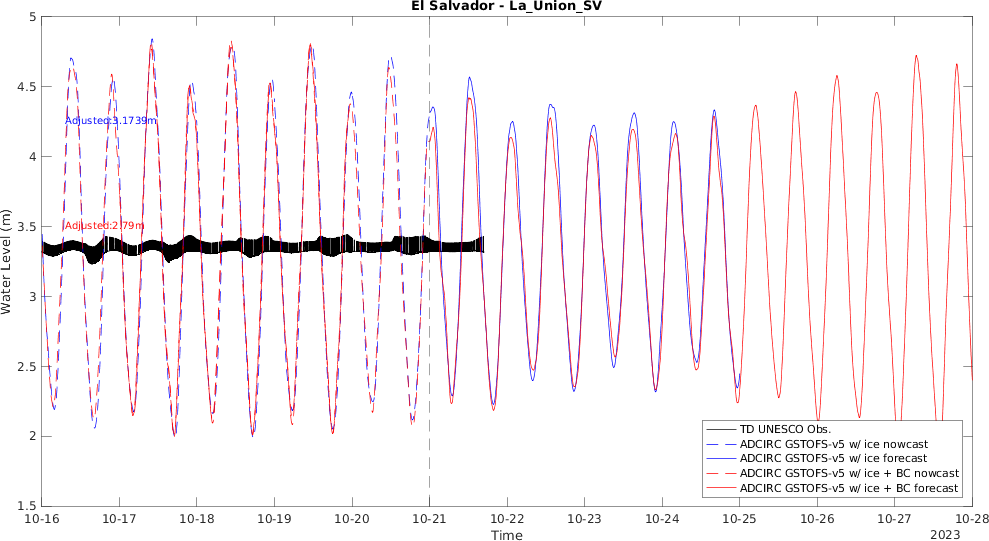 El Salvador - La_Union_SV
5
4.5
4
3.5
3
2.5
2
1.5
Water Level (m)
Adjusted:3.1739m
Adjusted:2.79m
TD UNESCO Obs.
ADCIRC GSTOFS-v5 w/ ice nowcast
ADCIRC GSTOFS-v5 w/ ice forecast
ADCIRC GSTOFS-v5 w/ ice + BC nowcast
ADCIRC GSTOFS-v5 w/ ice + BC forecast
10-16 10-17 10-18 10-19 10-20 10-21 10-22 10-23 10-24 10-25 10-26 10-27 10-28
Time
2023